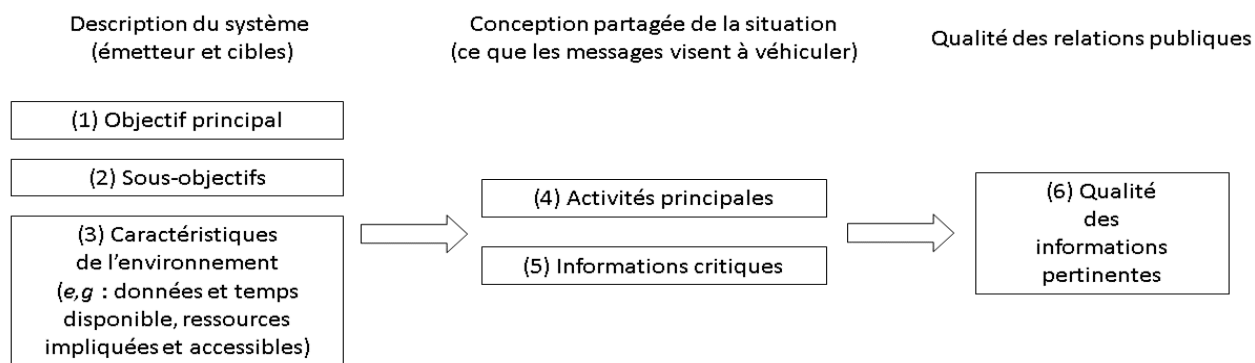 Description du système
(émetteur et cibles)
Conception partagée de la situation
(ce que les messages visent à véhiculer)
Qualité des relations publiques
(1) Objectif principal
(2) Sous-objectifs
(3) Caractéristiques
de l'environnement
(e,g : données et temps
disponible, ressources
impliquées et accessibles)
(4) Activités principales
(5) Informations critiques
(6) Qualité
des
informations
pertinentes